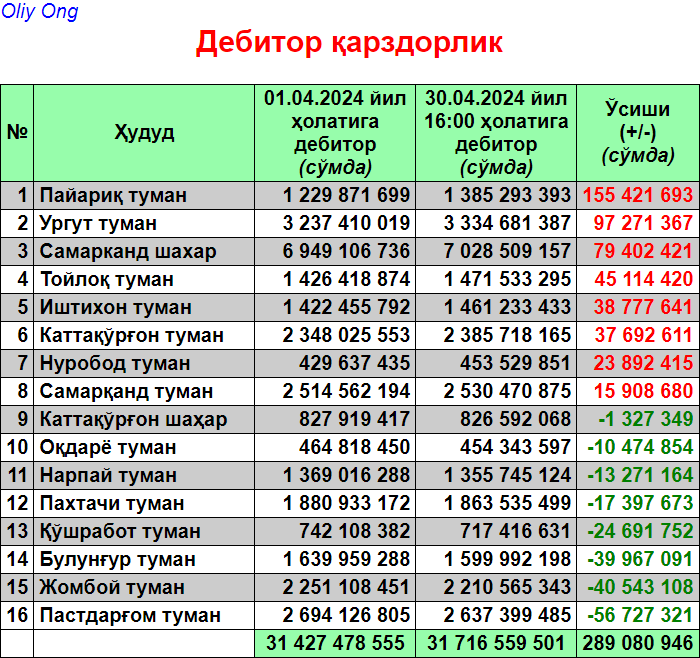 Oliy Ong
Дебитор қарздорлик
№ Ҳудуд 01.04.2024 йил ҳолатига дебитор (сўмда) 30.04.2024 йил 16:00 ҳолатига дебитор (сўмда) Ўсиши (+/-) (сўмда)
1 Пайариқ туман 1 229 871 699 1 385 293 393 155 421 693
2 Ургут туман 3 237 410 019 3 334 681 387 97 271 367
3 Самарканд шахар 6 949 106 736 7 028 509 157 79 402 421
4 Тойлоқ туман 1 426 418 874 1 471 533 295 45 114 420
5 Иштихон туман 1 422 455 792 1 461 233 433 38 777 641
6 Каттақўрғон туман 2 348 025 553 2 385 718 165 37 692 611
7 Нуробод туман 429 637 435 453 529 851 23 892 415
8 Самарқанд туман 2 514 562 194 2 530 470 875 15 908 680
9 Каттақўрғон шаҳар 827 919 417 826 592 068 -1 327 349
10 Оқдарё туман 464 818 450 454 343 597 -10 474 854
11 Нарпай туман 1 369 016 288 1 355 745 124 -13 271 164
12 Пахтачи туман 1 880 933 172 1 863 535 499 -17 397 673
13 Қўшработ туман 742 108 382 717 416 631 -24 691 752
14 Булунғур туман 1 639 959 288 1 599 992 198 -39 967 091
15 Жомбой туман 2 251 108 451 2 210 565 343 -40 543 108
16 Пастдарғом туман 2 694 126 805 2 637 399 485 -56 727 321
31 427 478 555 31 716 559 501 289 080 946